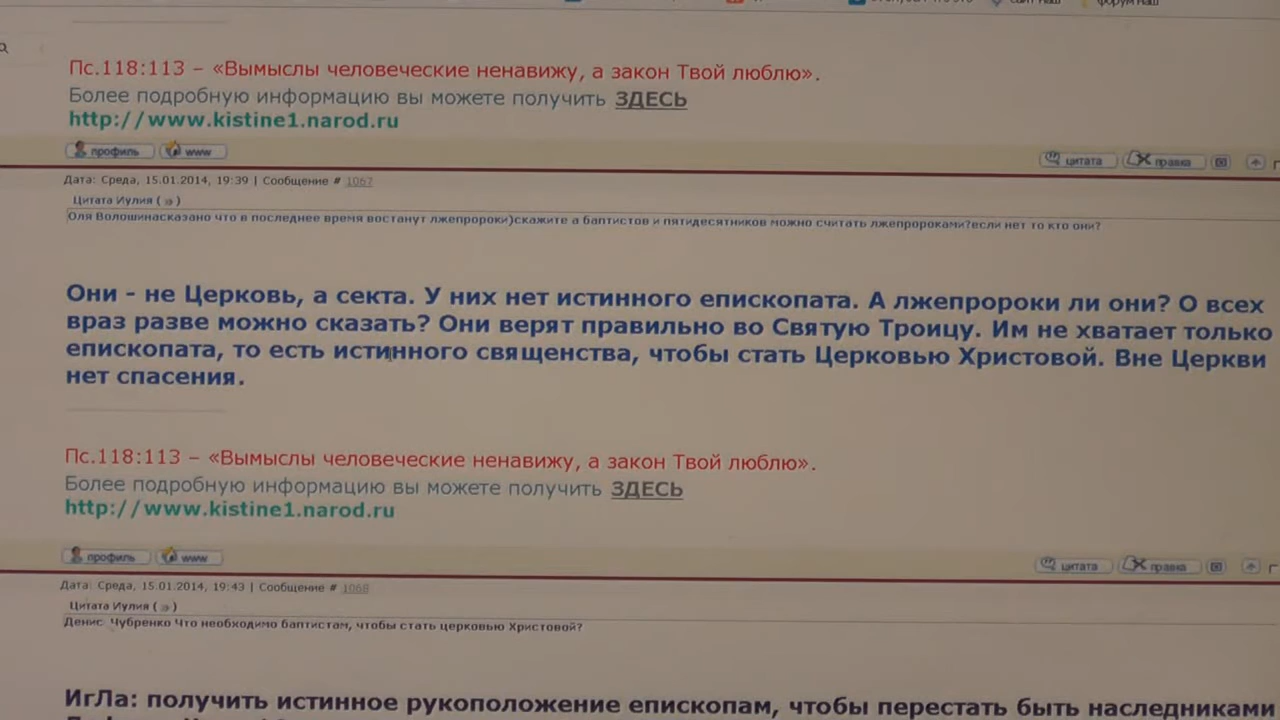 сайт наш форум наш
Пс.118:113 – «Вымыслы человеческие ненавижу, а закон Твой люблю».
Более подробную информацию вы можете получить ЗДЕСЬ
http://www.kistine1.narod.ru
профиль www цитата правка
Дата: Среда, 15.01.2014, 19:39 | Сообщение # 1067
Цитата Иулия ( » )
Оля Волошинасказано что в последнее время востанут лжепророки)скажите а баптистов и пятидесятников можно считать лжепророками?если нет то кто они?
Они - не Церковь, а секта. У них нет истинного епископата. А лжепророки ли они? О всех
враз разве можно сказать? Они верят правильно во Святую Троицу. Им не хватает только
епископата, то есть истинного священства, чтобы стать Церковью Христовой. Вне Церкви
нет спасения.
Пс.118:113 – «Вымыслы человеческие ненавижу, а закон Твой люблю».
Более подробную информацию вы можете получить ЗДЕСЬ
http://www.kistine1.narod.ru
профиль www цитата правка
Дата: Среда, 15.01.2014, 19:43 | Сообщение # 1068
Цитата Иулия ( » )
Денис Чубренко Что необходимо баптистам, чтобы стать церковью Христовой?
ИгЛа: получить истинное рукоположение епископам, чтобы перестать быть наследниками